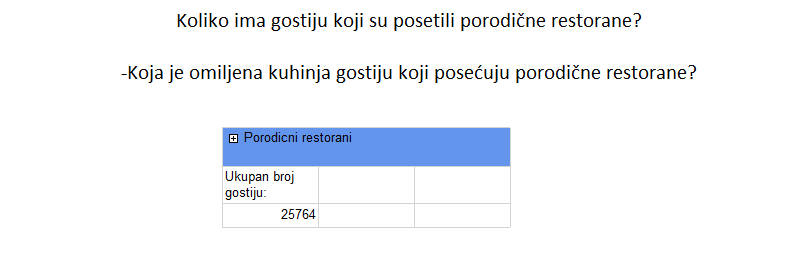 Koliko ima gostiju koji su posetili porodične restorane?
-Koja je omiljena kuhinja gostiju koji posećuju porodične restorane?
Porodicni restorani
Ukupan broj
gostiju:
25764